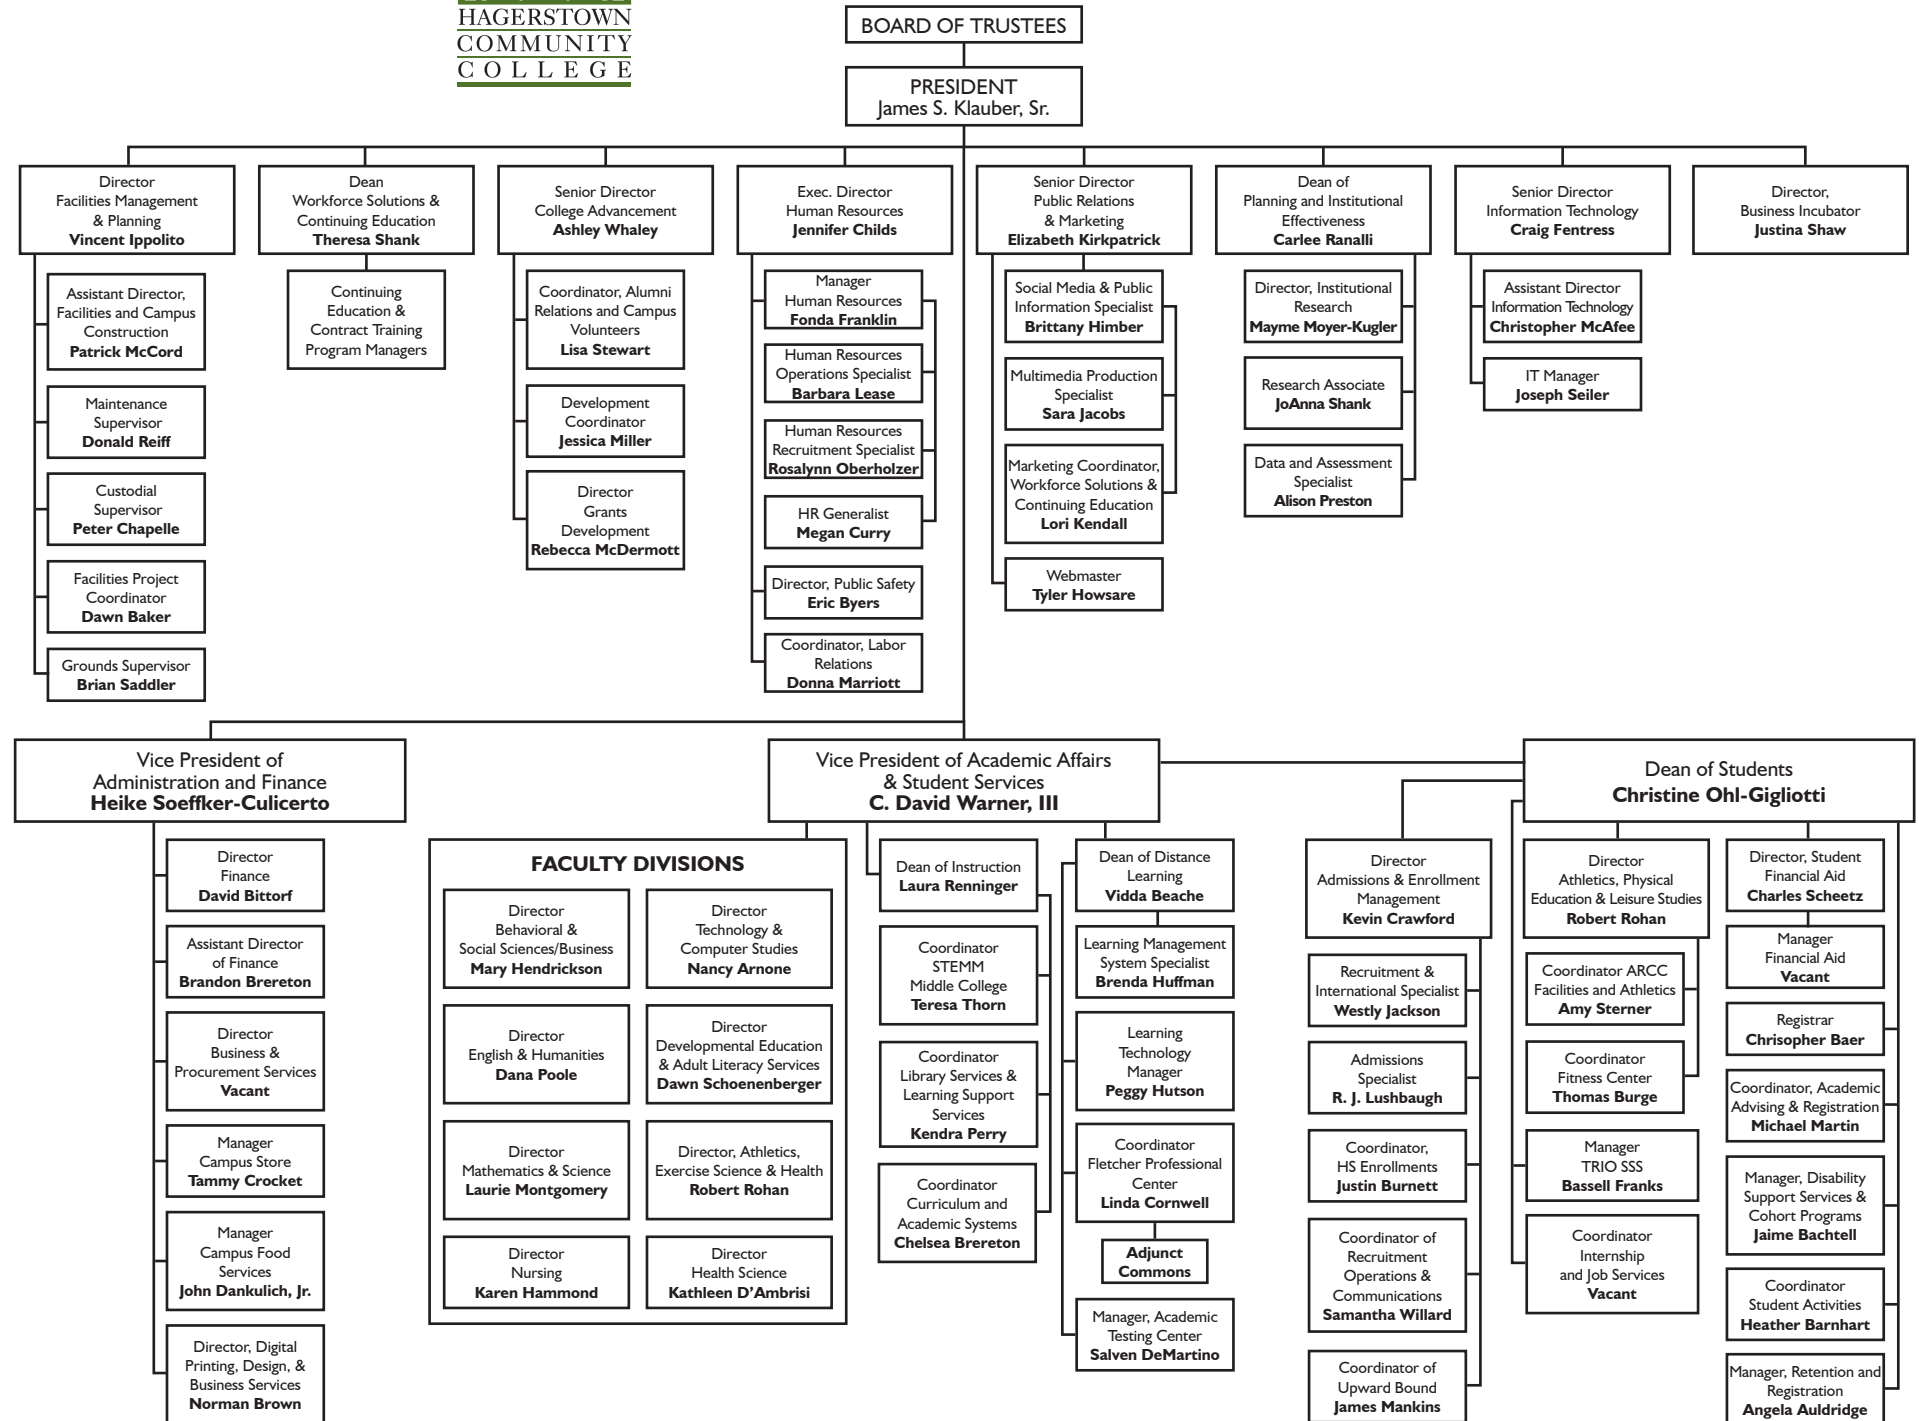 HAGERSTOWN
COMMUNITY
COLLEGE
BOARD OF TRUSTEES
PRESIDENT
James S. Klauber, Sr.
Director
Facilities Management
& Planning
Vincent Ippolito
Assistant Director,
Facilities and Campus
Construction
Patrick McCord
Maintenance
Supervisor
Donald Reiff
Custodial
Supervisor
Peter Chapelle
Facilities Project
Coordinator
Dawn Baker
Grounds Supervisor
Brian Saddler
Dean
Workforce Solutions &
Continuing Education
Theresa Shank
Continuing
Education &
Contract Training
Program Managers
Senior Director
College Advancement
Ashley Whaley
Coordinator, Alumni
Relations and Campus
Volunteers
Lisa Stewart
Development
Coordinator
Jessica Miller
Director
Grants
Development
Rebecca McDermott
Exec. Director
Human Resources
Jennifer Childs
Manager
Human Resources
Fonda Franklin
Human Resources
Operations Specialist
Barbara Lease
Human Resources
Recruitment Specialist
Rosalynn Oberholzer
HR Generalist
Megan Curry
Director, Public Safety
Eric Byers
Coordinator, Labor
Relations
Donna Marriott
Senior Director
Public Relations
& Marketing
Elizabeth Kirkpatrick
Social Media & Public
Information Specialist
Brittany Himber
Multimedia Production
Specialist
Sara Jacobs
Marketing Coordinator,
Workforce Solutions &
Continuing Education
Lori Kendall
Webmaster
Tyler Howsare
Dean of
Planning and Institutional
Effectiveness
Carlee Ranalli
Director, Institutional
Research
Mayme Moyer-Kugler
Research Associate
JoAnna Shank
Data and Assessment
Specialist
Alison Preston
Senior Director
Information Technology
Craig Fentress
Assistant Director
Information Technology
Christopher McAfee
IT Manager
Joseph Seiler
Director,
Business Incubator
Justina Shaw
Vice President of
Administration and Finance
Heike Soeffker-Culicerto
Director
Finance
David Bittorf
Assistant Director
of Finance
Brandon Brereton
Director
Business &
Procurement Services
Vacant
Manager
Campus Store
Tammy Crocket
Manager
Campus Food
Services
John Dankulich, Jr.
Director, Digital
Printing, Design, &
Business Services
Norman Brown
Vice President of Academic Affairs
& Student Services
C. David Warner, III
FACULTY DIVISIONS
Director
Behavioral &
Social Sciences/Business
Mary Hendrickson
Director
Technology &
Computer Studies
Nancy Arnone
Director
English & Humanities
Dana Poole
Director
Developmental Education
& Adult Literacy Services
Dawn Schoenenberger
Director
Mathematics & Science
Laurie Montgomery
Director, Athletics,
Exercise Science & Health
Robert Rohan
Director
Nursing
Karen Hammond
Director
Health Science
Kathleen D'Ambrisi
Dean of Instruction
Laura Renninger
Coordinator
STEMM
Middle College
Teresa Thorn
Coordinator
Library Services &
Learning Support
Services
Kendra Perry
Coordinator
Curriculum and
Academic Systems
Chelsea Brereton
Dean of Distance
Learning
Vidda Beache
Learning Management
System Specialist
Brenda Huffman
Learning
Technology
Manager
Peggy Hutson
Coordinator
Fletcher Professional
Center
Linda Cornwell
Adjunct
Commons
Manager, Academic
Testing Center
Salven DeMartino
Dean of Students
Christine Ohl-Gigliotti
Director
Admissions & Enrollment
Management
Kevin Crawford
Recruitment &
International Specialist
Westly Jackson
Admissions
Specialist
R. J. Lushbaugh
Coordinator,
HS Enrollments
Justin Burnett
Coordinator of
Recruitment
Operations &
Communications
Samantha Willard
Coordinator of
Upward Bound
James Mankins
Director
Athletics, Physical
Education & Leisure Studies
Robert Rohan
Coordinator ARCC
Facilities and Athletics
Amy Sterner
Coordinator
Fitness Center
Thomas Burge
Manager
TRIO SSS
Bassell Franks
Coordinator
Internship
and Job Services
Vacant
Director, Student
Financial Aid
Charles Scheetz
Manager
Financial Aid
Vacant
Registrar
Chrisopher Baer
Coordinator, Academic
Advising & Registration
Michael Martin
Manager, Disability
Support Services &
Cohort Programs
Jaime Bachtell
Coordinator
Student Activities
Heather Barnhart
Manager, Retention and
Registration
Angela Auldridge